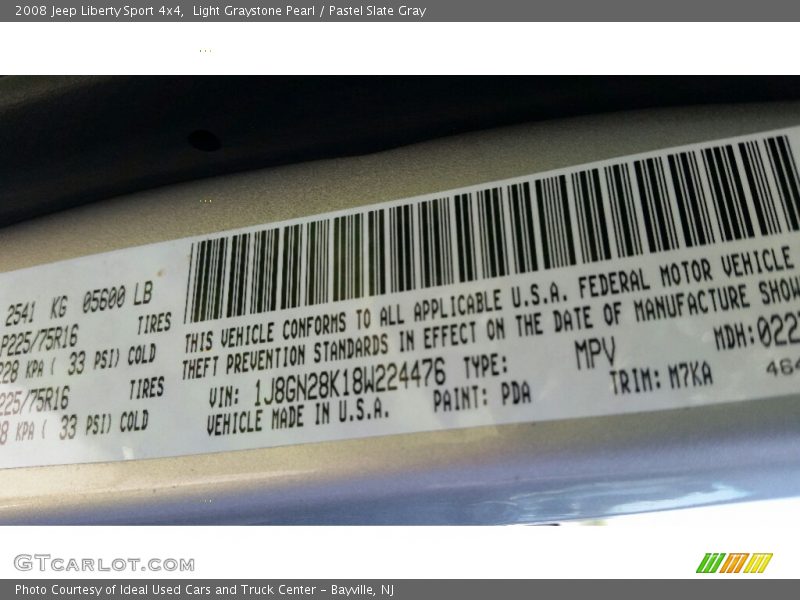 2008 Jeep Liberty Sport 4x4,  Light Graystone Pearl / Pastel Slate Gray
2541 KG 05600 LB
P225/75R16 TIRES
228 KPA ( 33 PSI) COLD
225/75R16 TIRES
8 KPA ( 33 PSI) COLD
THIS VEHICLE CONFORMS TO ALL APPLICABLE U.S.A. FEDERAL MOTOR VEHICLE
THEFT PREVENTION STANDARDS IN EFFECT ON THE DATE OF MANUFACTURE SHOW
VIN: 1J8GN28K18W224476 TYPE: MPV MDH:022
VEHICLE MADE IN U.S.A. PAINT: PDA TRIM: M7KA 464
GTCarLot.com
Photo Courtesy of Ideal Used Cars and Truck Center – Bayville, NJ